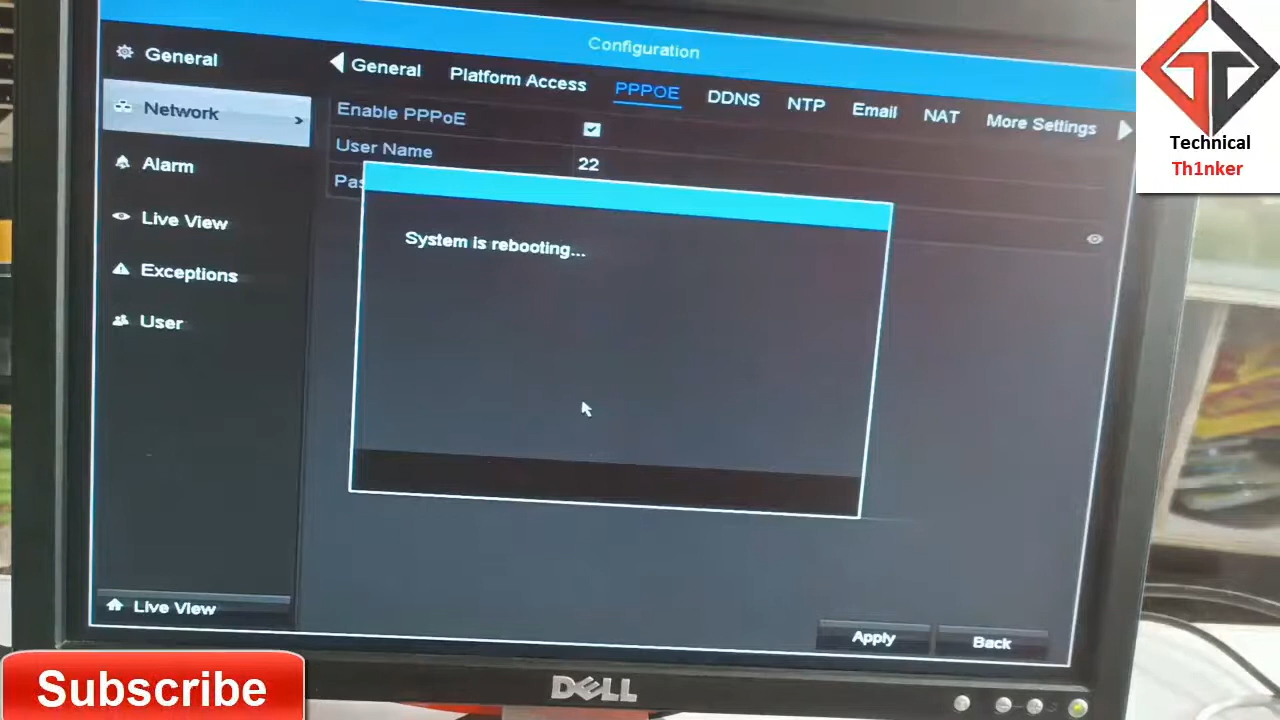 Configuration
General
Network
Alarm
Live View
Exceptions
User
Live View
General Platform Access PPPOE DDNS NTP Email NAT More Settings
Enable PPPoE
User Name 22
Pas
System is rebooting...
Apply Back
DELL
Subscribe
Technical
Th1nker